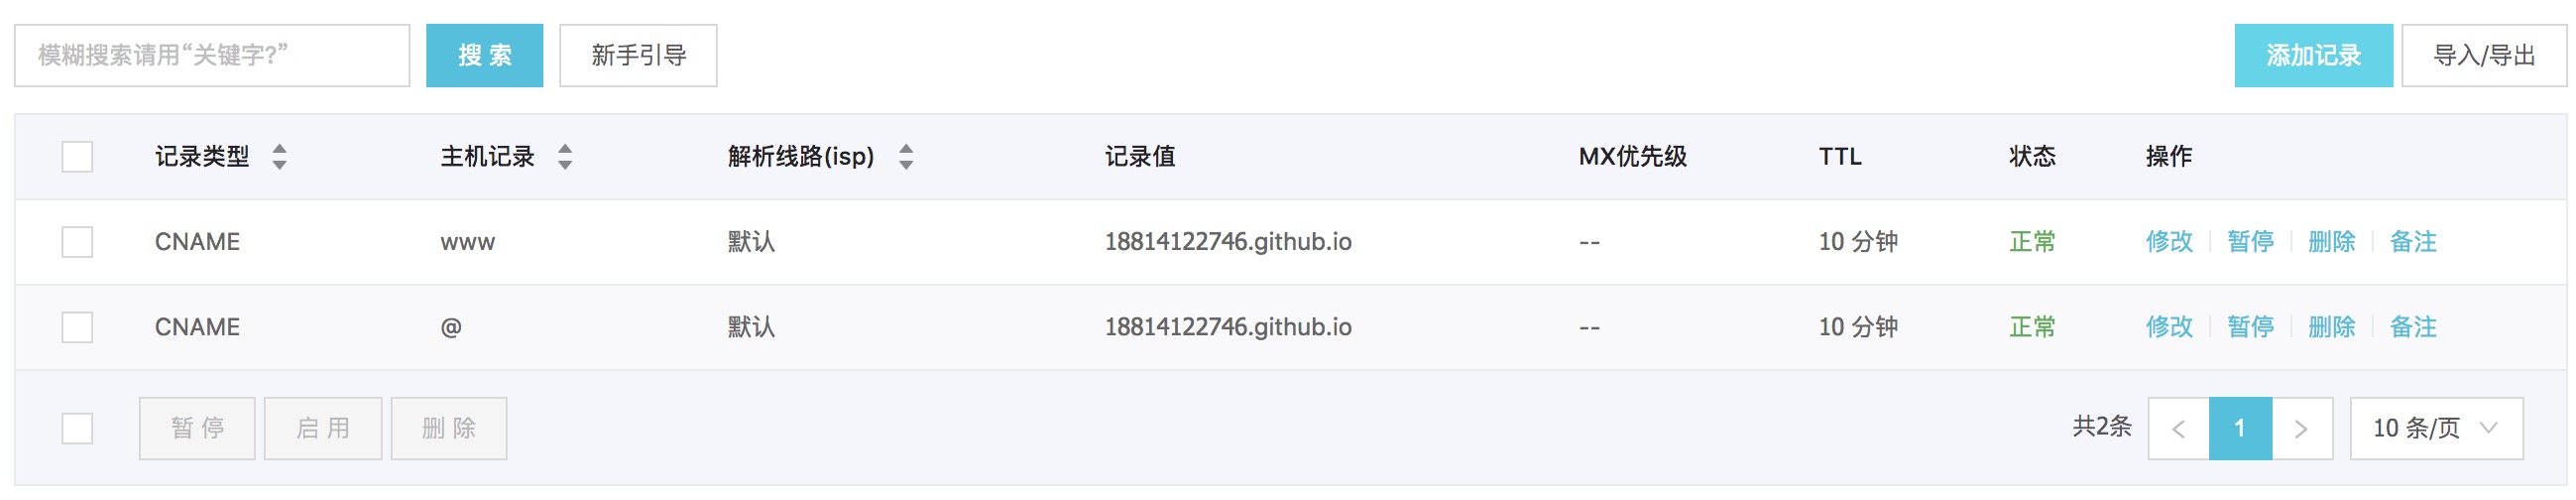 模糊搜索请用“关键字?” 搜 索 新手引导 添加记录 导入/导出
记录类型 主机记录 解析线路(isp) 记录值 MX优先级 TTL 状态 操作
CNAME www 默认 18814122746.github.io -- 10 分钟 正常 修改 暂停 删除 备注
CNAME @ 默认 18814122746.github.io -- 10 分钟 正常 修改 暂停 删除 备注
暂 停 启 用 删 除 共2条 < 1 > 10 条/页